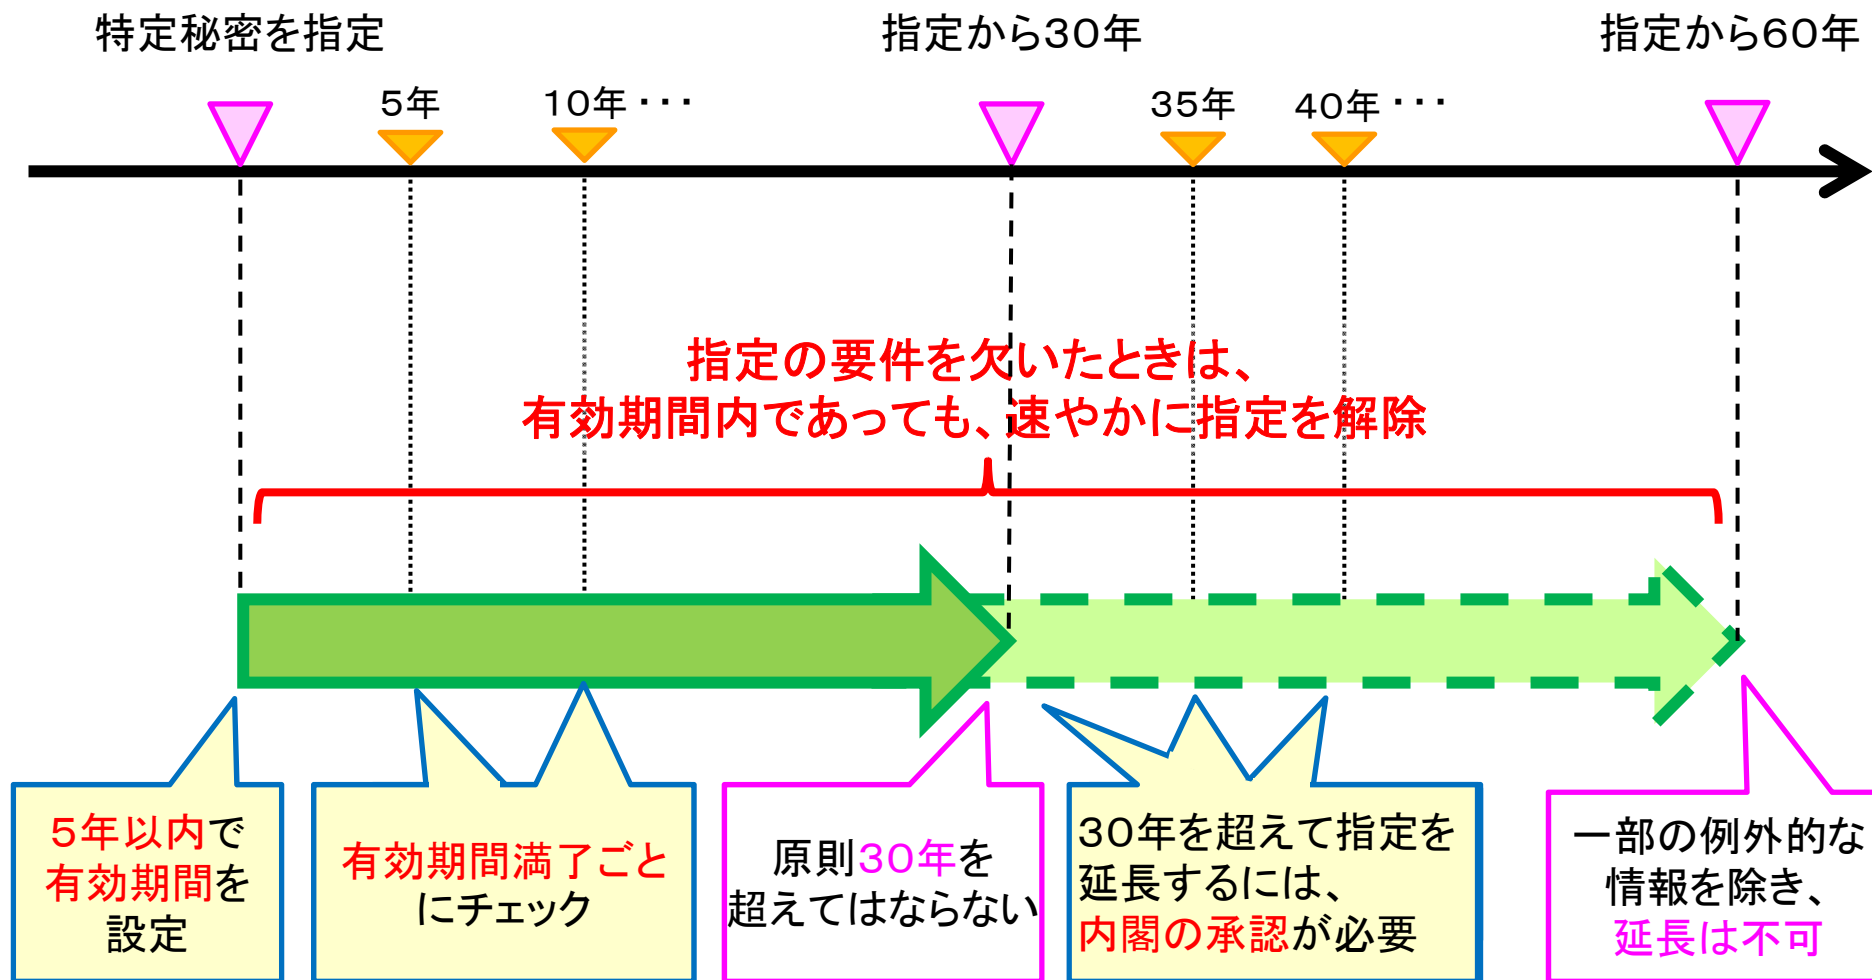 特定秘密を指定
指定から30年
指定から60年
5年
10年・・・
35年
40年・・・
指定の要件を欠いたときは、
有効期間内であっても、速やかに指定を解除
5年以内で
有効期間を
設定
有効期間満了ごと
にチェック
原則30年を
超えてはならない
30年を超えて指定を
延長するには、
内閣の承認が必要
一部の例外的な
情報を除き、
延長は不可